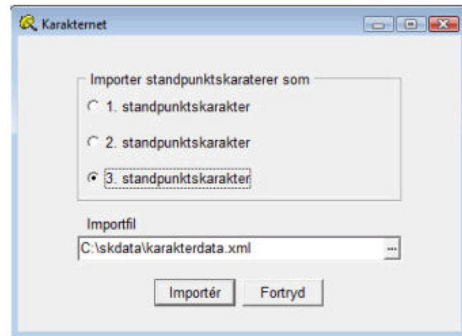 Karakternet
Importer standpunktskaraterer som
1. standpunktskarakter
2. standpunktskarakter
3. standpunktskarakter
Importfil
C:\skdata\karakterdata.xml
...
Importér
Fortryd